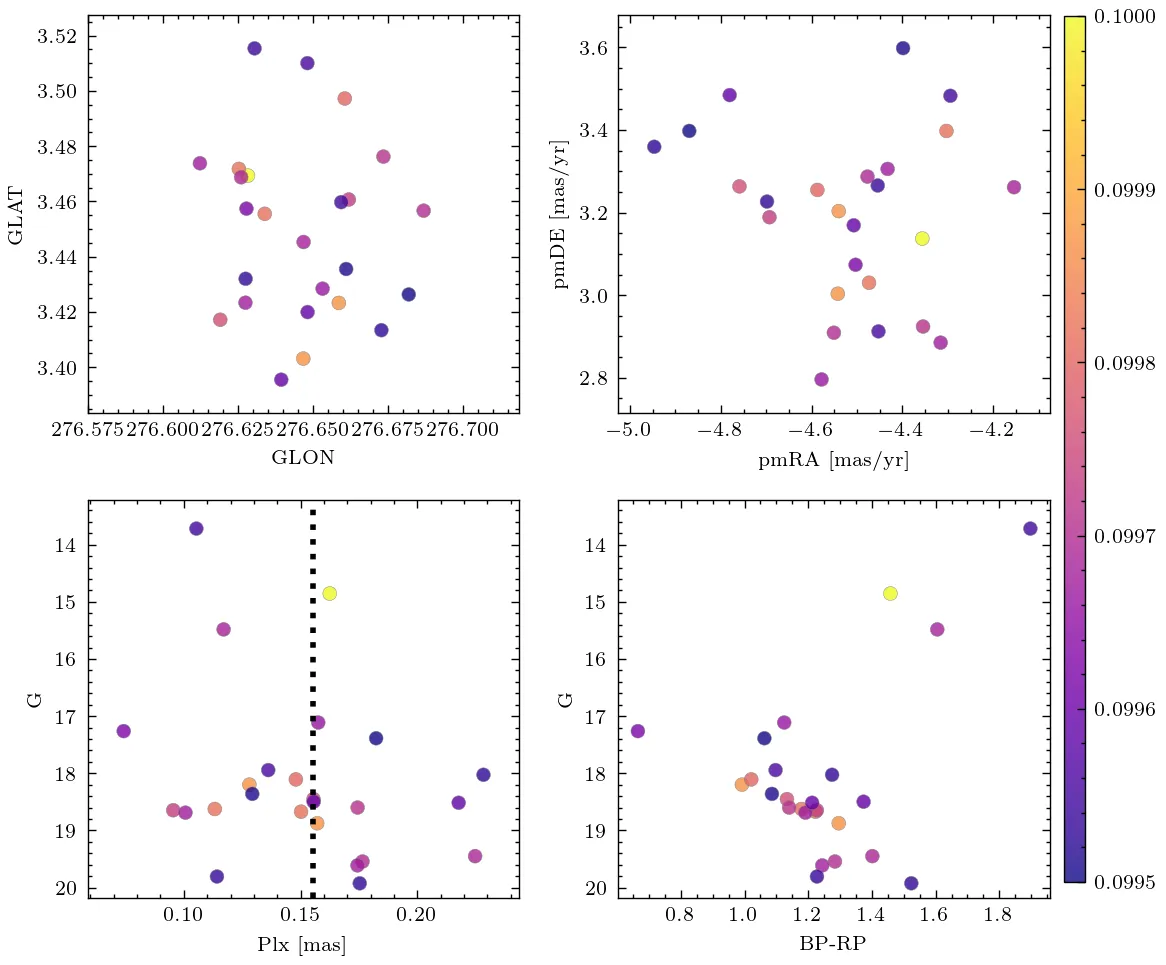 3.52
3.50
3.48
3.46
3.44
3.42
3.40
GLAT
276.575 276.600 276.625 276.650 276.675 276.700
GLON
3.6
3.4
3.2
3.0
2.8
pmDE [mas/yr]
−5.0 −4.8 −4.6 −4.4 −4.2
pmRA [mas/yr]
14
15
16
17
18
19
20
G
0.10 0.15 0.20
Plx [mas]
14
15
16
17
18
19
20
G
0.8 1.0 1.2 1.4 1.6 1.8
BP-RP
0.1000
0.0999
0.0998
0.0997
0.0996
0.0995